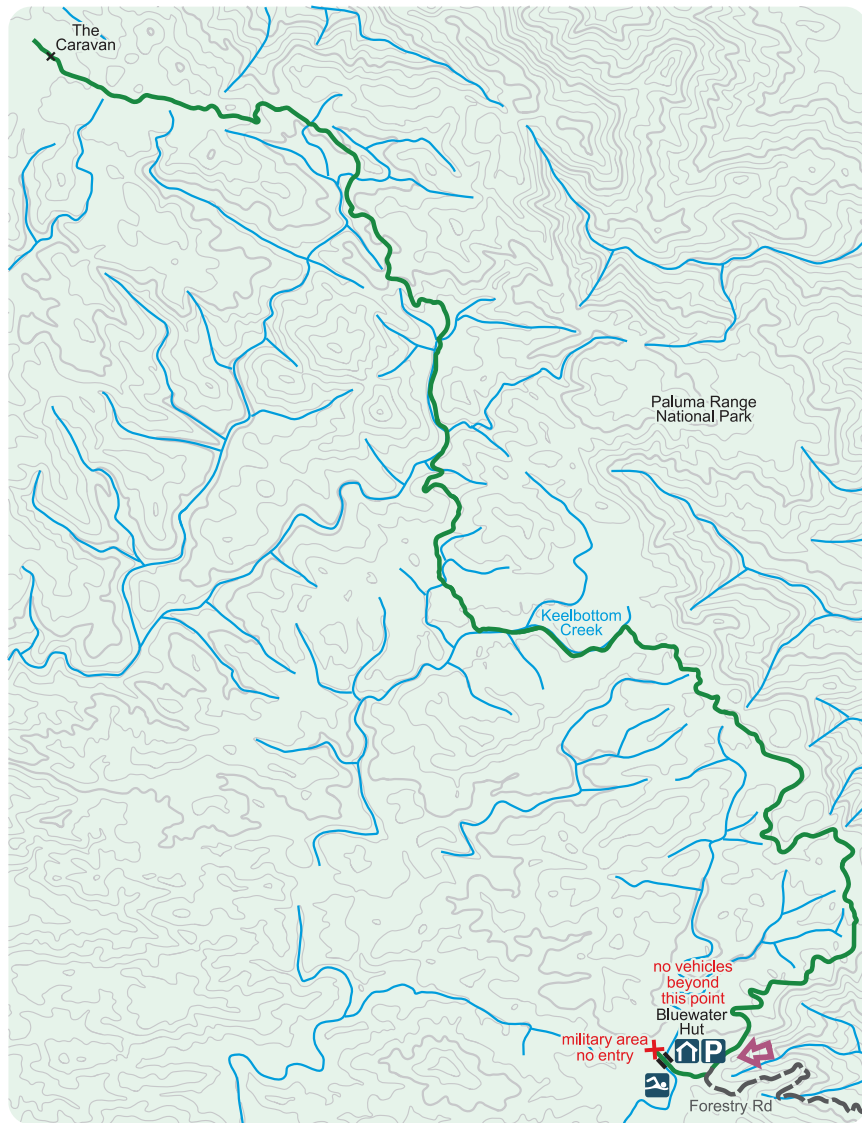 The
Caravan
Paluma Range
National Park
Keelbottom
Creek
no vehicles
beyond
this point
Bluewater
Hut
military area
no entry
P
Forestry Rd